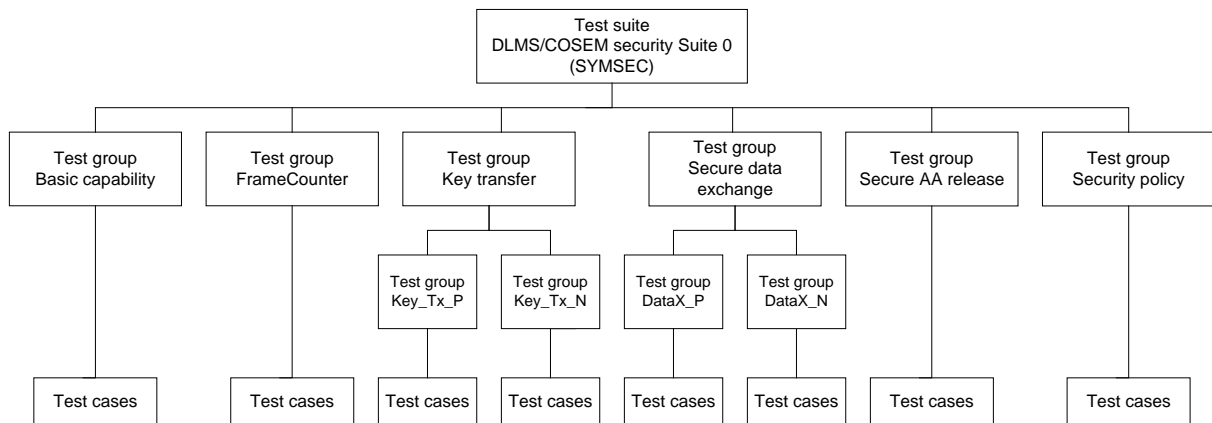 Test suite
DLMS/COSEM security Suite 0
(SYMSEC)
Test group
Basic capability
Test group
FrameCounter
Test group
Key transfer
Test group
Secure data
exchange
Test group
Secure AA release
Test group
Security policy
Test group
Key_Tx_P
Test group
Key_Tx_N
Test group
DataX_P
Test group
DataX_N
Test cases
Test cases
Test cases
Test cases
Test cases
Test cases
Test cases
Test cases